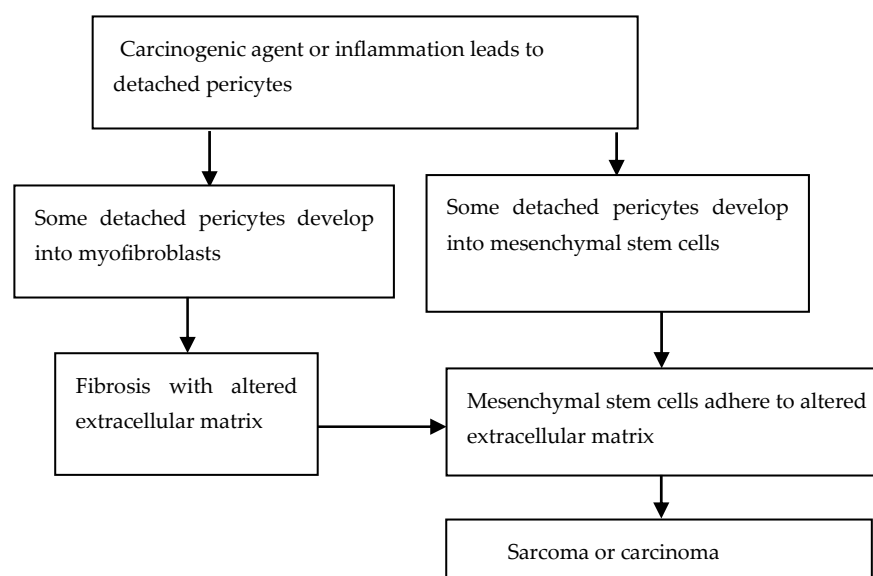 Carcinogenic agent or inflammation leads to
detached pericytes
Some detached pericytes develop
into myofibroblasts
Some detached pericytes develop
into mesenchymal stem cells
Fibrosis with altered
extracellular matrix
Mesenchymal stem cells adhere to altered
extracellular matrix
Sarcoma or carcinoma